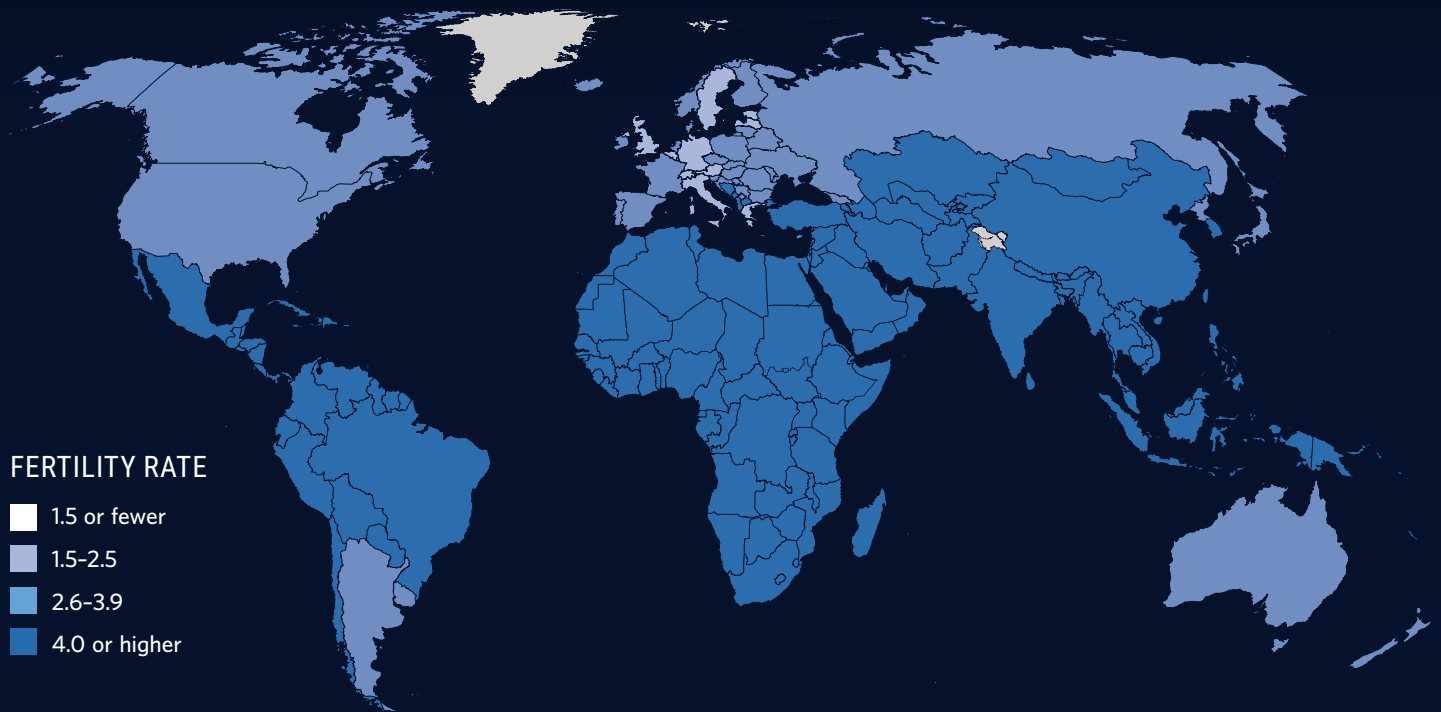 FERTILITY RATE
1.5 or fewer
1.5–2.5
2.6–3.9
4.0 or higher